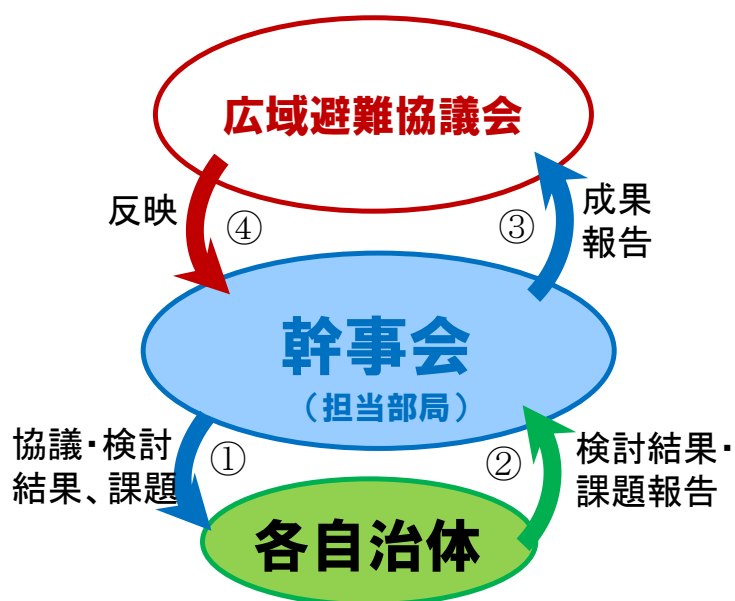 広域避難協議会
反映
④
③
成果
報告
幹事会
(担当部局)
協議・検討
結果、課題
①
②
検討結果・
課題報告
各自治体